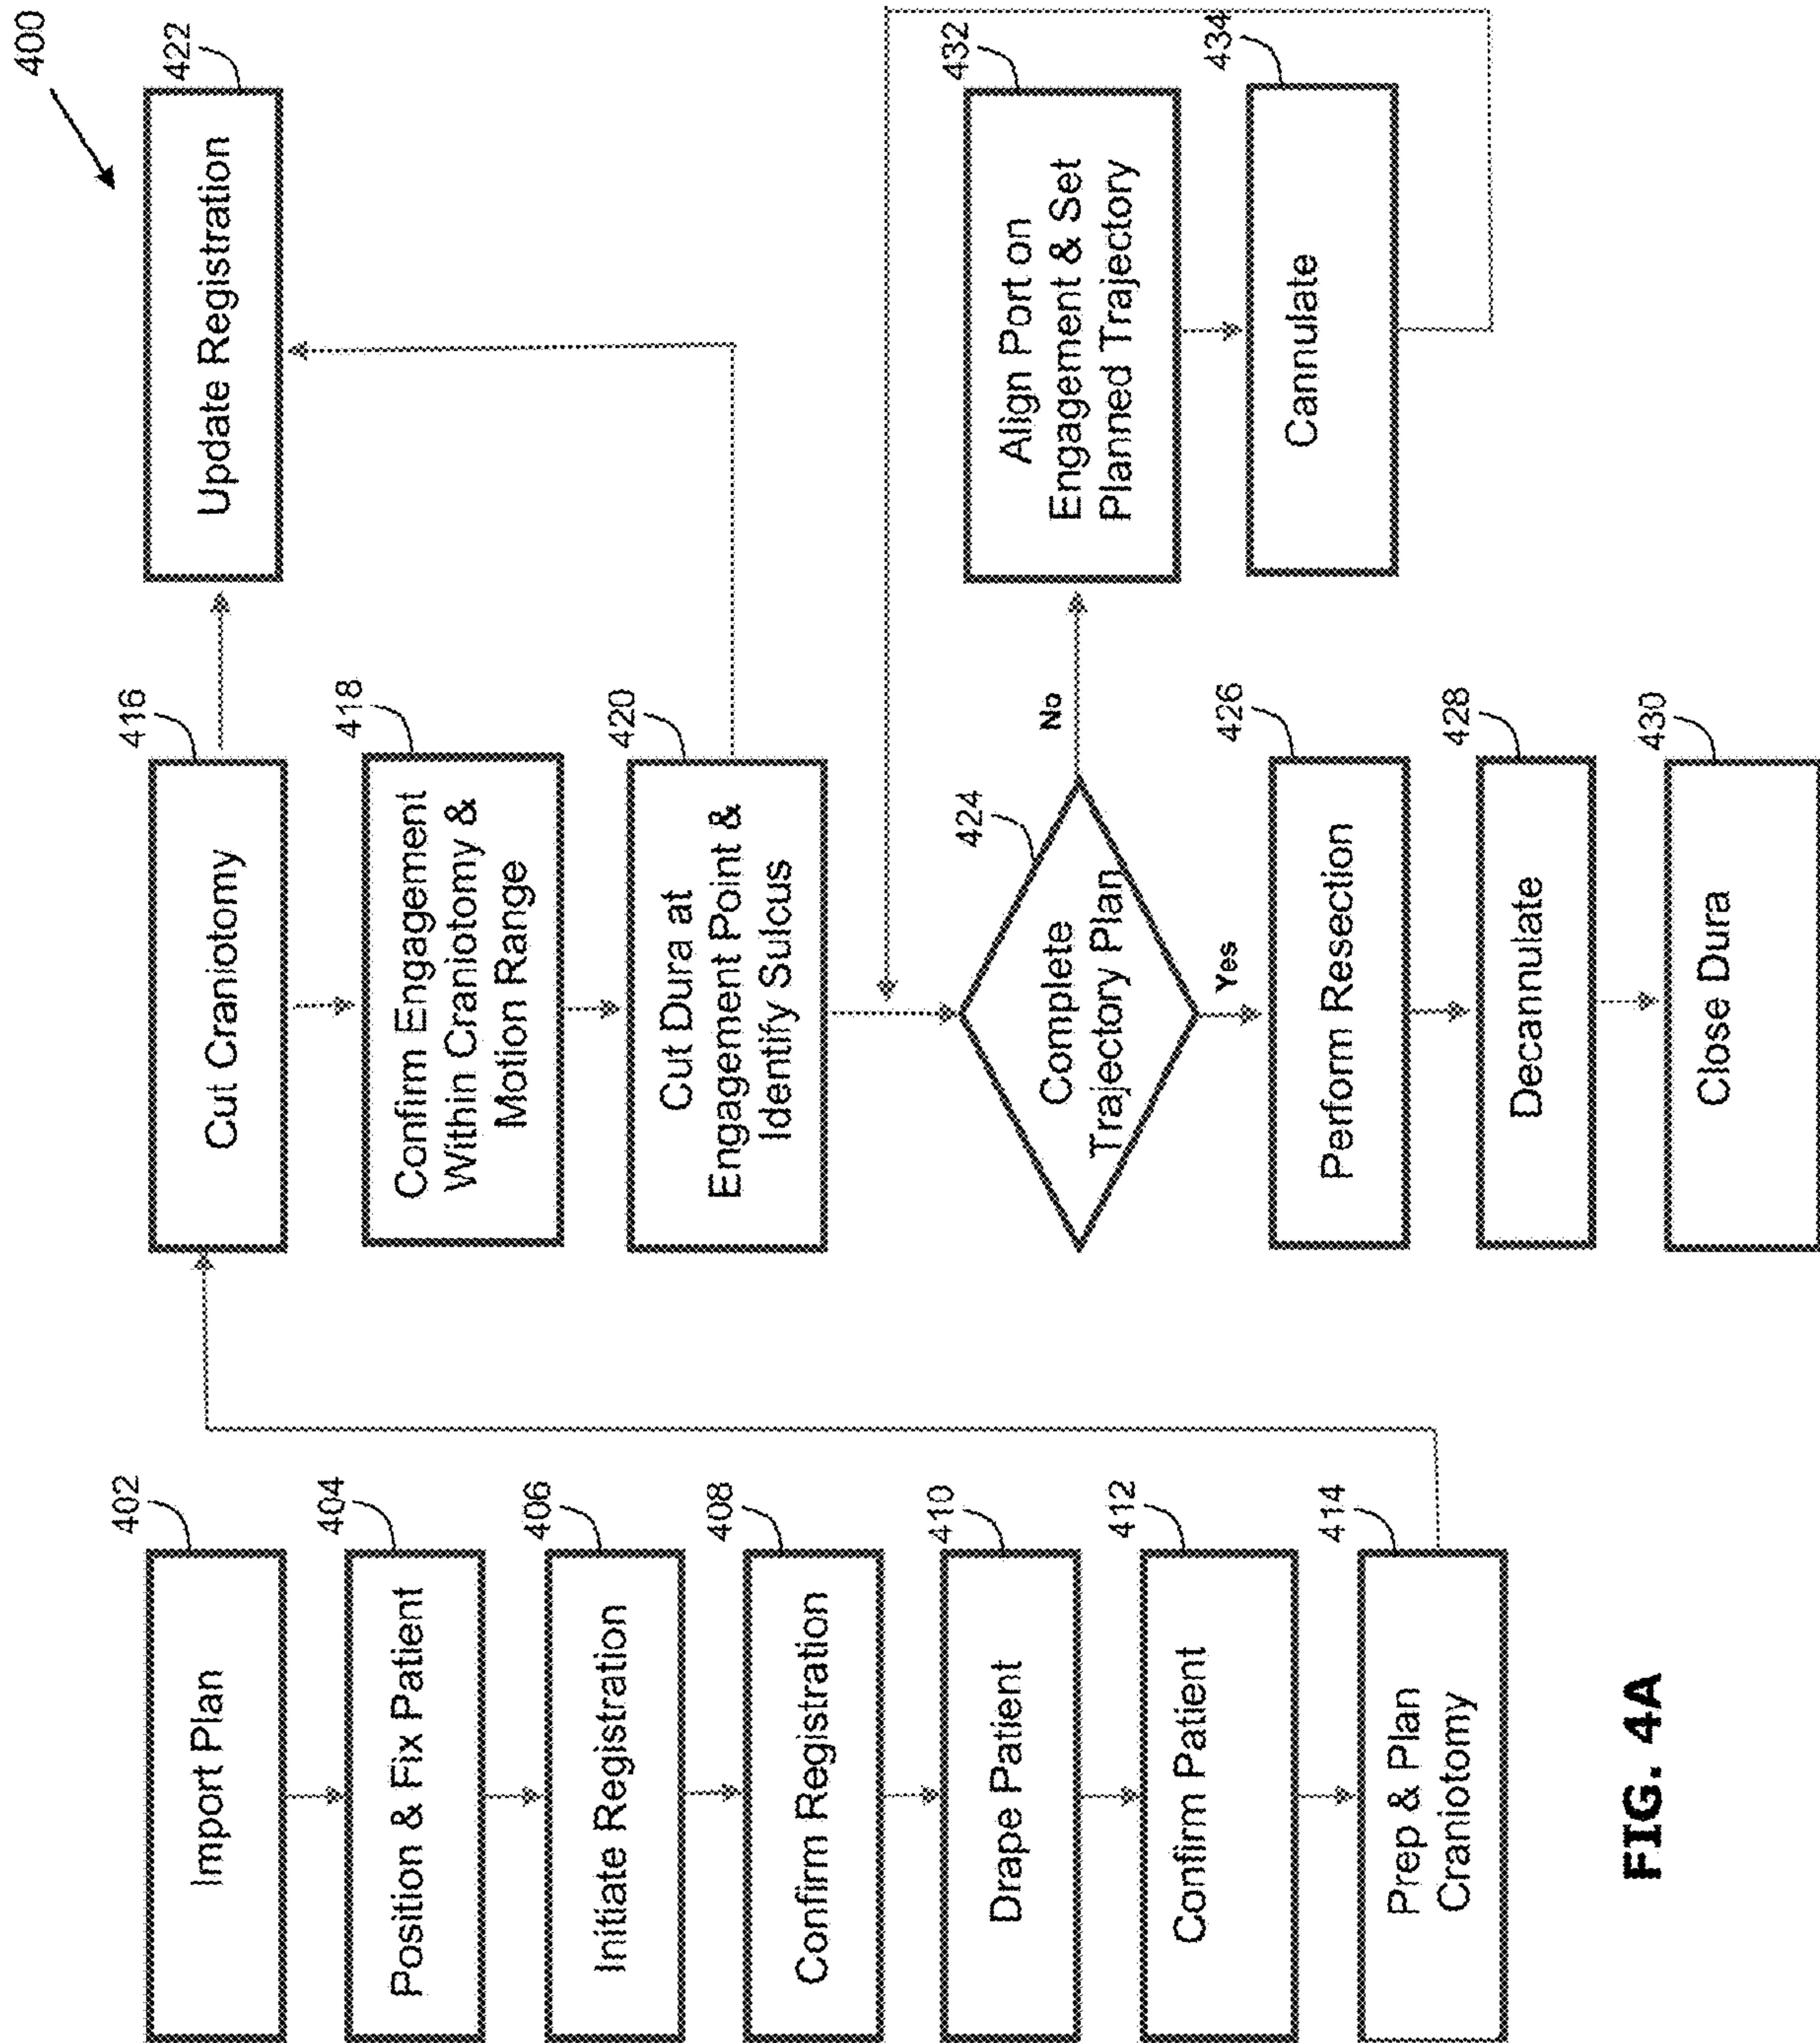 400
402
Import Plan
404
Position & Fix Patient
406
Initiate Registration
408
Confirm Registration
410
Drape Patient
412
Confirm Patient
414
Prep & Plan
Craniotomy
416
Cut Craniotomy
418
Confirm Engagement
Within Craniotomy &
Motion Range
420
Cut Dura at
Engagement Point &
Identify Sulcus
422
Update Registration
424
Complete
Trajectory Plan
No
Yes
426
Perform Resection
428
Decannulate
430
Close Dura
432
Align Port on
Engagement & Set
Planned Trajectory
434
Cannulate
FIG. 4A